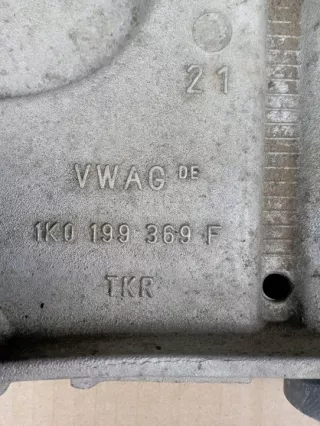 21
VWAG DE
1K0 199 369 F
TKR